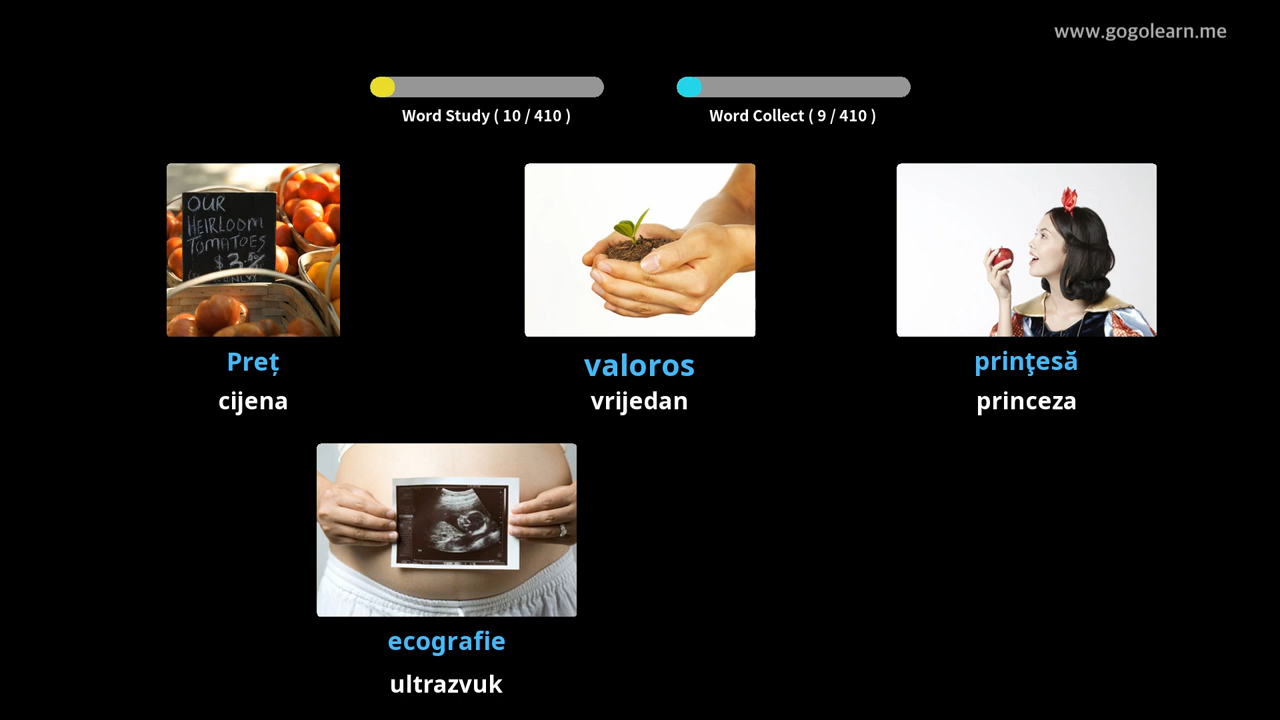 www.gogolearn.me
Word Study ( 10 / 410 )
Word Collect ( 9 / 410 )
OUR
HEIRLOOM
TOMATOES
Preț
cijena
valoros
vrijedan
prinţesă
princeza
ecografie
ultrazvuk